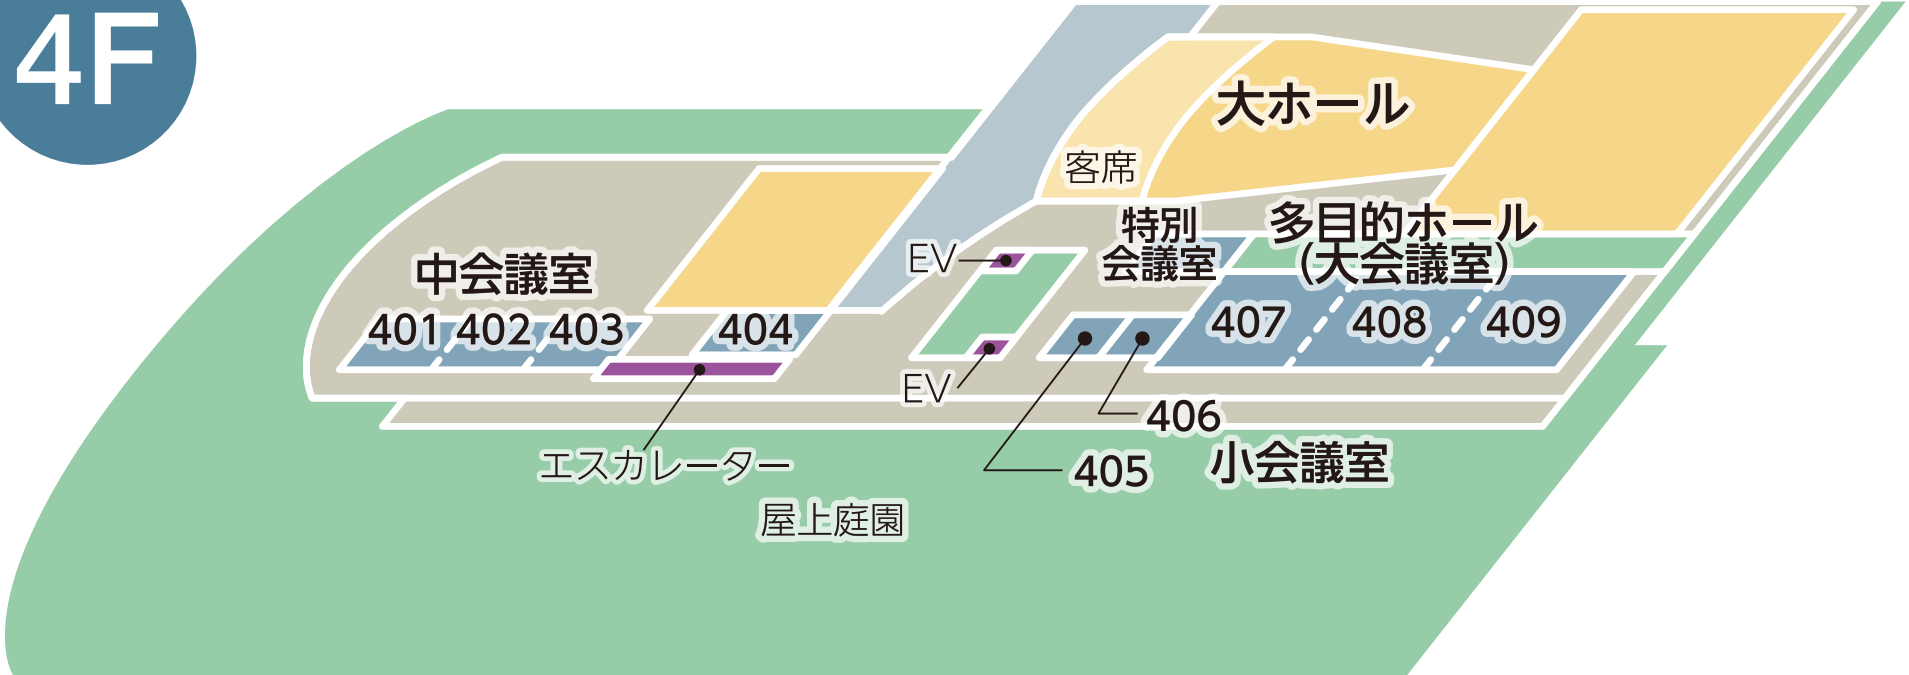 4F
大ホール
客席
特別
会議室
多目的ホール
（大会議室）
EV
中会議室
401
402
403
404
407
408
409
EV
406
405
小会議室
エスカレーター
屋上庭園